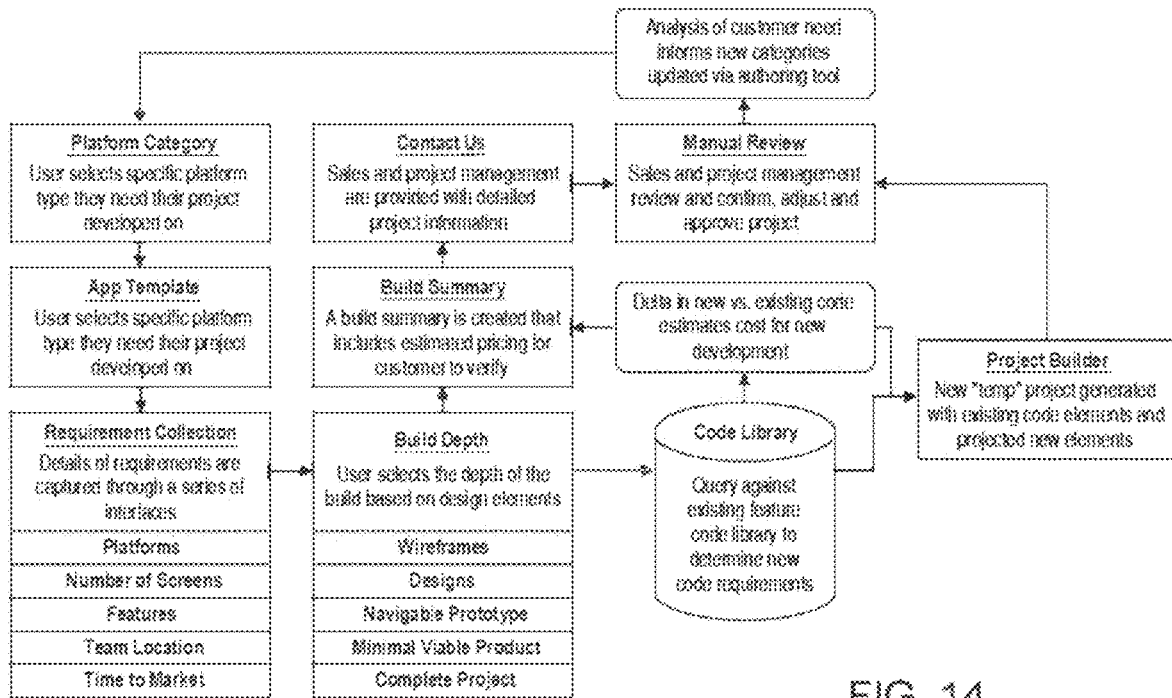 Analysis of customer need
informs new categories
updated via authoring tool
Platform Category
User selects specific platform
type they need their project
developed on
Contact Us
Sales and project management
are provided with detailed
project information
Manual Review
Sales and project management
review and confirm, adjust and
approve project
App Template
User selects specific platform
type they need their project
developed on
Build Summary
A build summary is created that
includes estimated pricing for
customer to verify
Delta in new vs. existing code
estimates cost for new
development
Project Builder
New "temp" project generated
with existing code elements and
projected new elements
Requirement Collection
Details of requirements are
captured through a series of
interfaces
Platforms
Number of Screens
Features
Team Location
Time to Market
Build Depth
User selects the depth of the
build based on design elements
Wireframes
Designs
Navigable Prototype
Minimal Viable Product
Complete Project
Code Library
Query against
existing feature
code library to
determine new
code requirements
FIG. 14